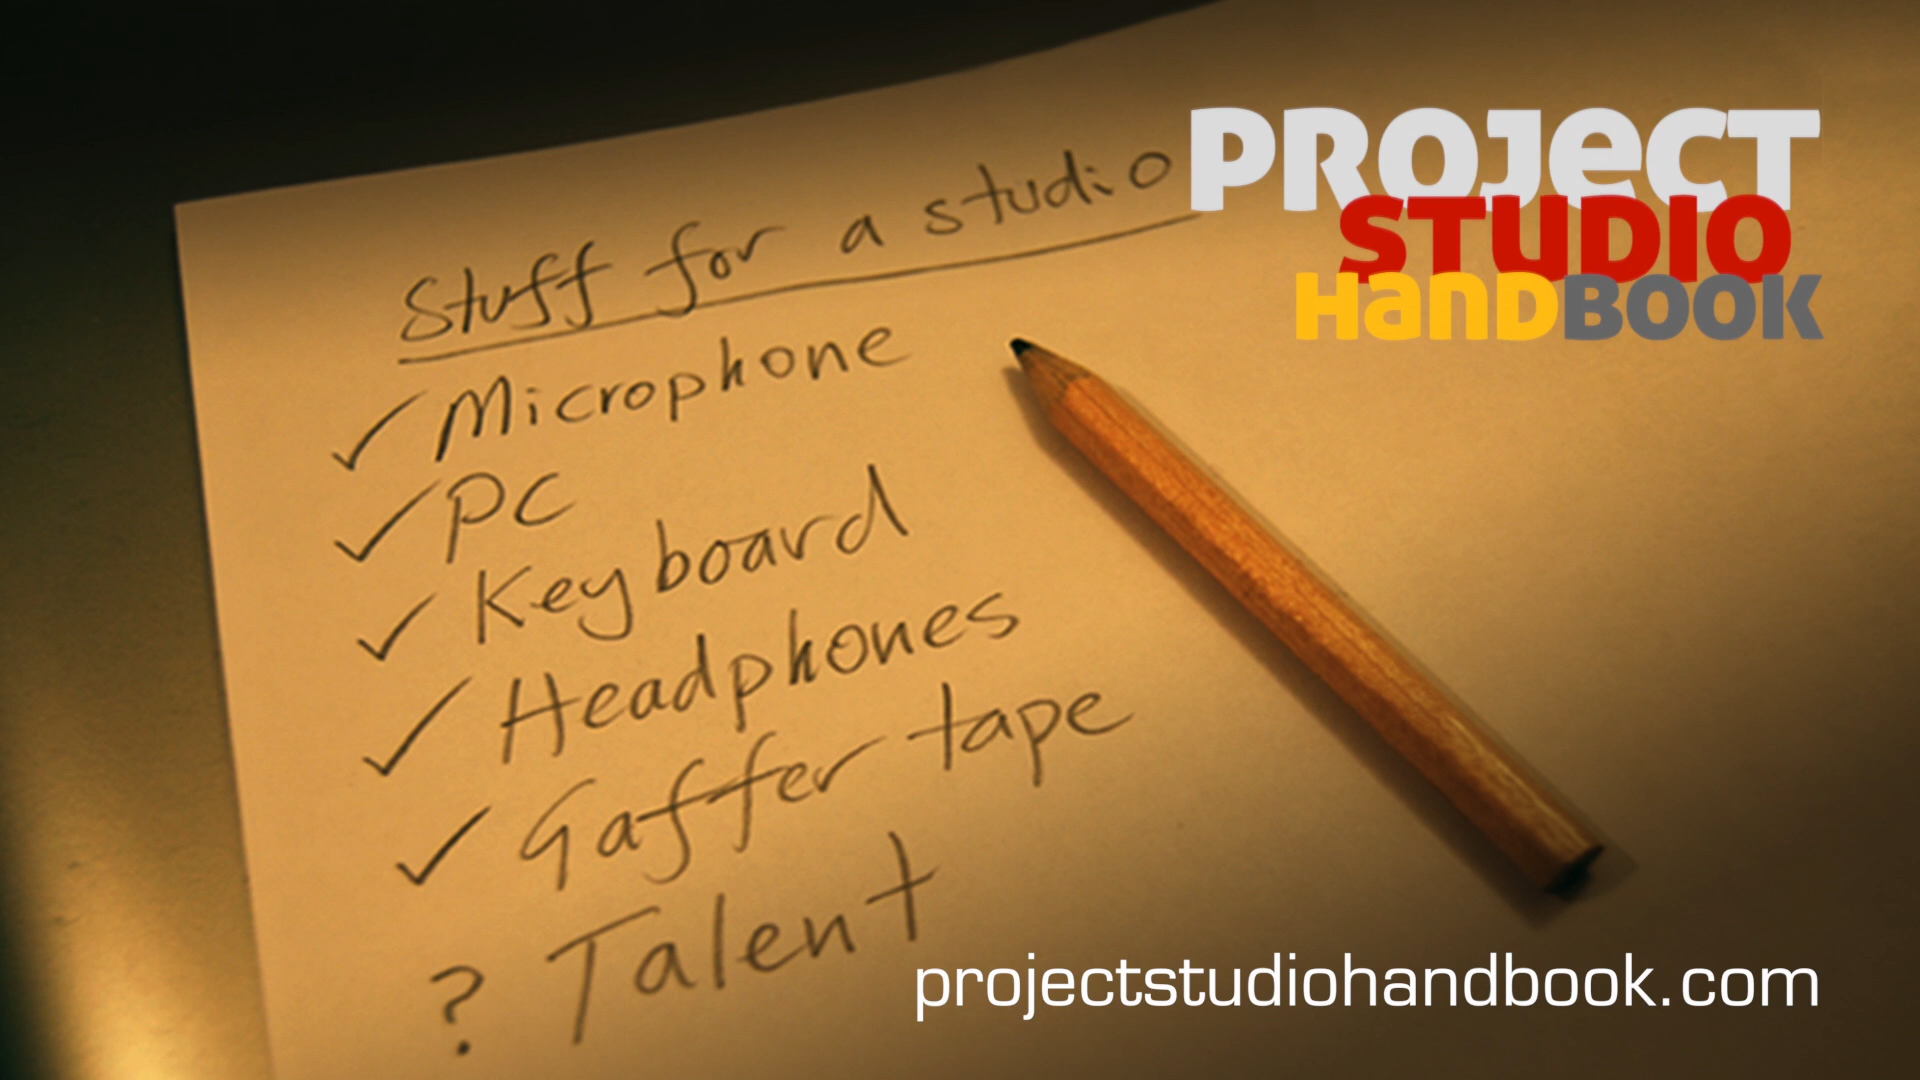 Stuff for a studio
✓ Microphone
✓ PC
✓ Keyboard
✓ Headphones
✓ Gaffer tape
? Talent
PROJeCT
STUDIO
HanDBOOK
projectstudiohandbook.com